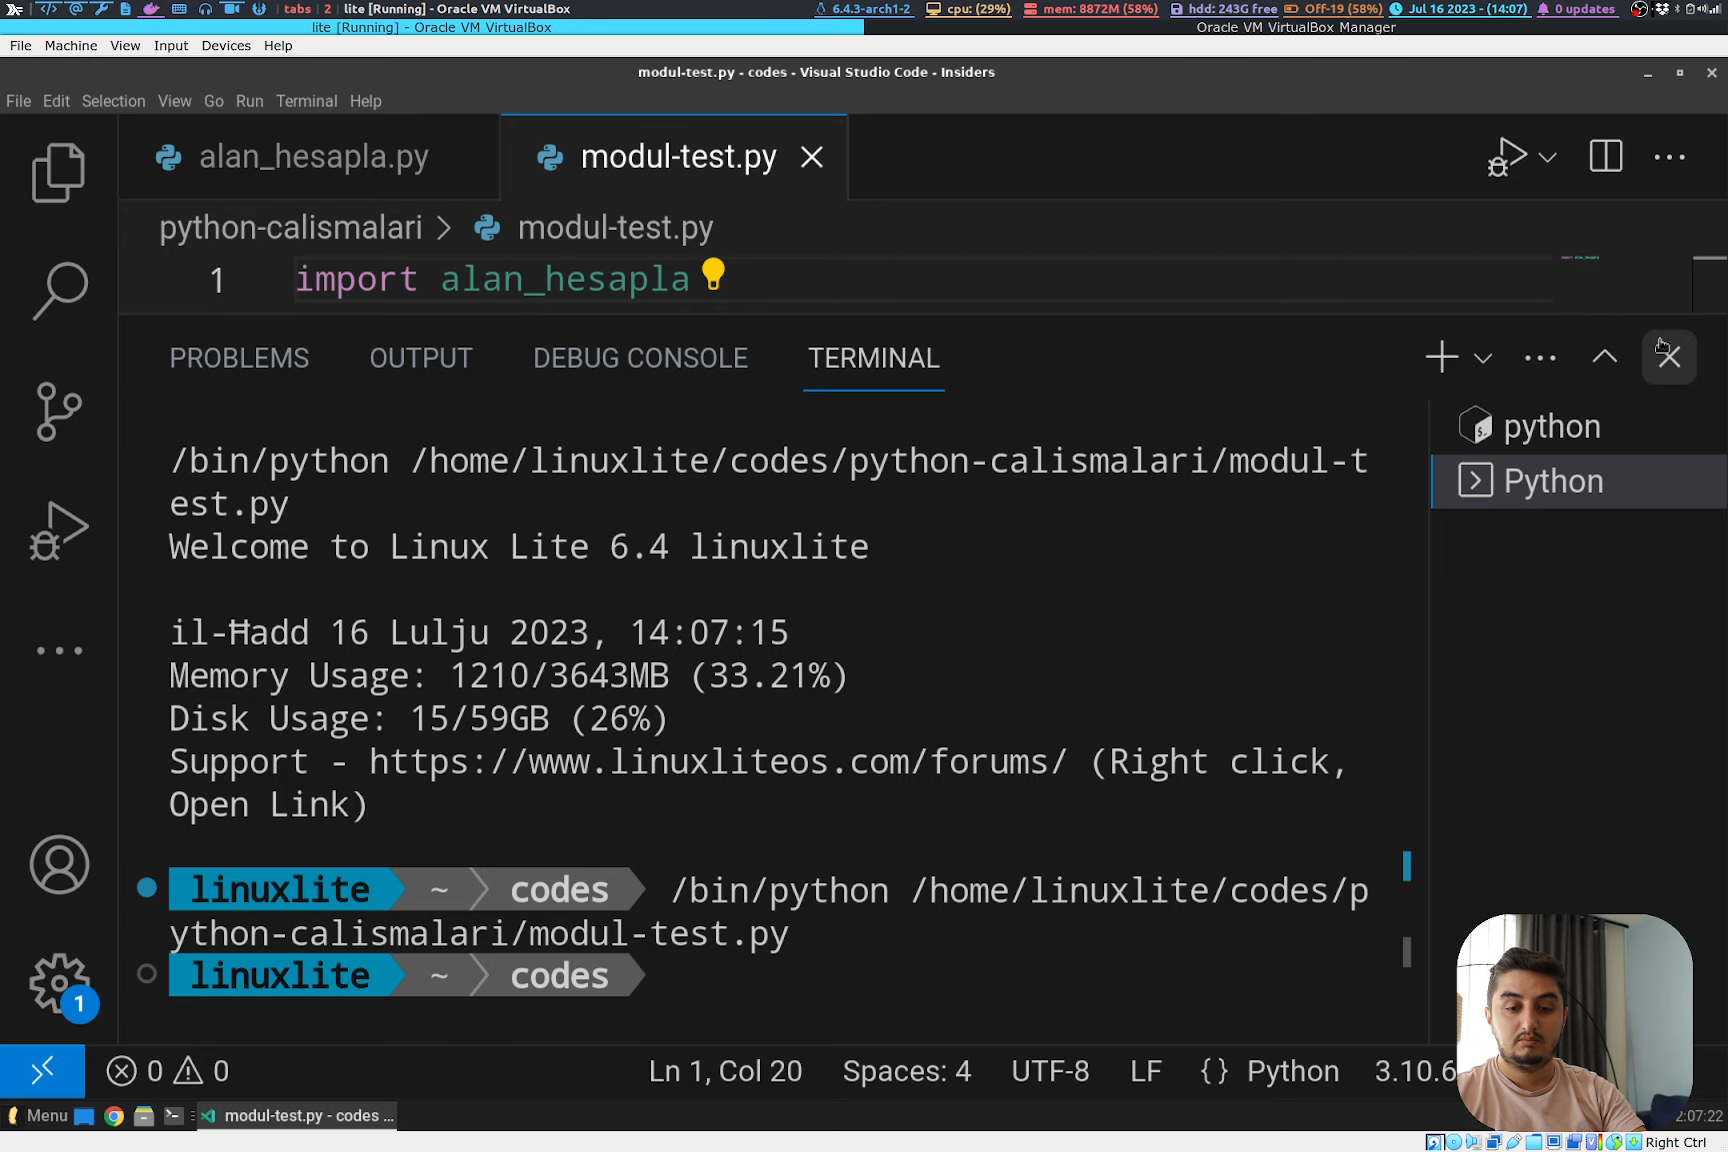 tabs 2 lite [Running] - Oracle VM VirtualBox 6.4.3-arch1-2 cpu: (29%) mem: 8872M (58%) hdd: 243G free Off-19 (58%) Jul 16 2023 - (14:07) 0 updates
lite [Running] - Oracle VM VirtualBox Oracle VM VirtualBox Manager
File Machine View Input Devices Help
modul-test.py - codes - Visual Studio Code - Insiders
File Edit Selection View Go Run Terminal Help
alan_hesapla.py modul-test.py
python-calismalari > modul-test.py
1 import alan_hesapla
PROBLEMS OUTPUT DEBUG CONSOLE TERMINAL
python
Python
/bin/python /home/linuxlite/codes/python-calismalari/modul-t
est.py
Welcome to Linux Lite 6.4 linuxlite
il-Ħadd 16 Lulju 2023, 14:07:15
Memory Usage: 1210/3643MB (33.21%)
Disk Usage: 15/59GB (26%)
Support - https://www.linuxliteos.com/forums/ (Right click,
Open Link)
linuxlite ~ codes /bin/python /home/linuxlite/codes/p
ython-calismalari/modul-test.py
linuxlite ~ codes
1
0 0 Ln 1, Col 20 Spaces: 4 UTF-8 LF {} Python 3.10.6
Menu modul-test.py - codes ... 2:07:22
Right Ctrl